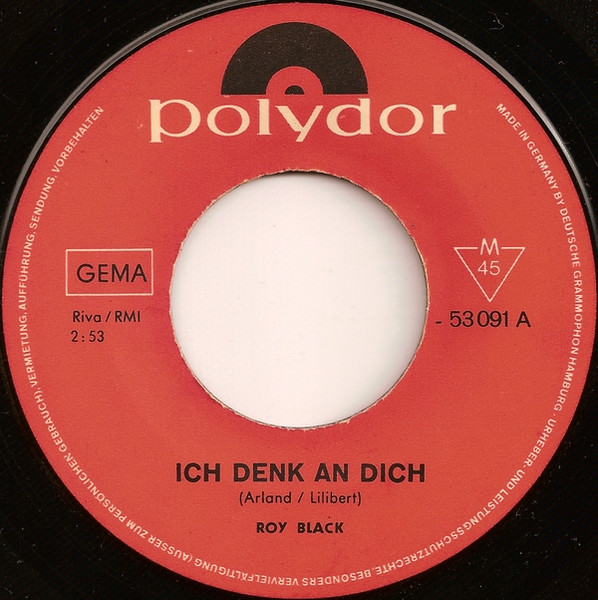 polydor
MADE IN GERMANY BY DEUTSCHE GRAMMOPHON HAMBURG · URHEBER- UND LEISTUNGSSCHUTZRECHTE, BESONDERS VERVIELFÄLTIGUNG (AUSSER ZUM PERSÖNLICHEN GEBRAUCH), VERMIETUNG, AUFFÜHRUNG, SENDUNG, VORBEHALTEN
GEMA
Riva / RMI
2:53
M
45
- 53 091 A
ICH DENK AN DICH
(Arland / Lilibert)
ROY BLACK